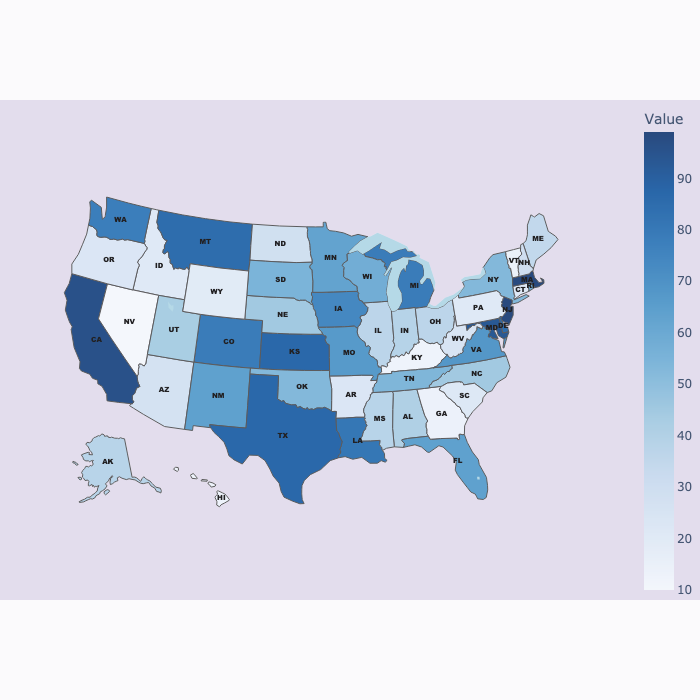 Value
90
80
70
60
50
40
30
20
10
WA
OR
ID
MT
ND
MN
WY
SD
WI
MI
NY
VT
NH
ME
MA
RI
CT
NJ
PA
CA
NV
UT
CO
NE
IA
IL
IN
OH
WV
MD
DE
VA
KS
MO
KY
NC
TN
AZ
NM
OK
AR
SC
MS
AL
GA
TX
LA
FL
AK
HI